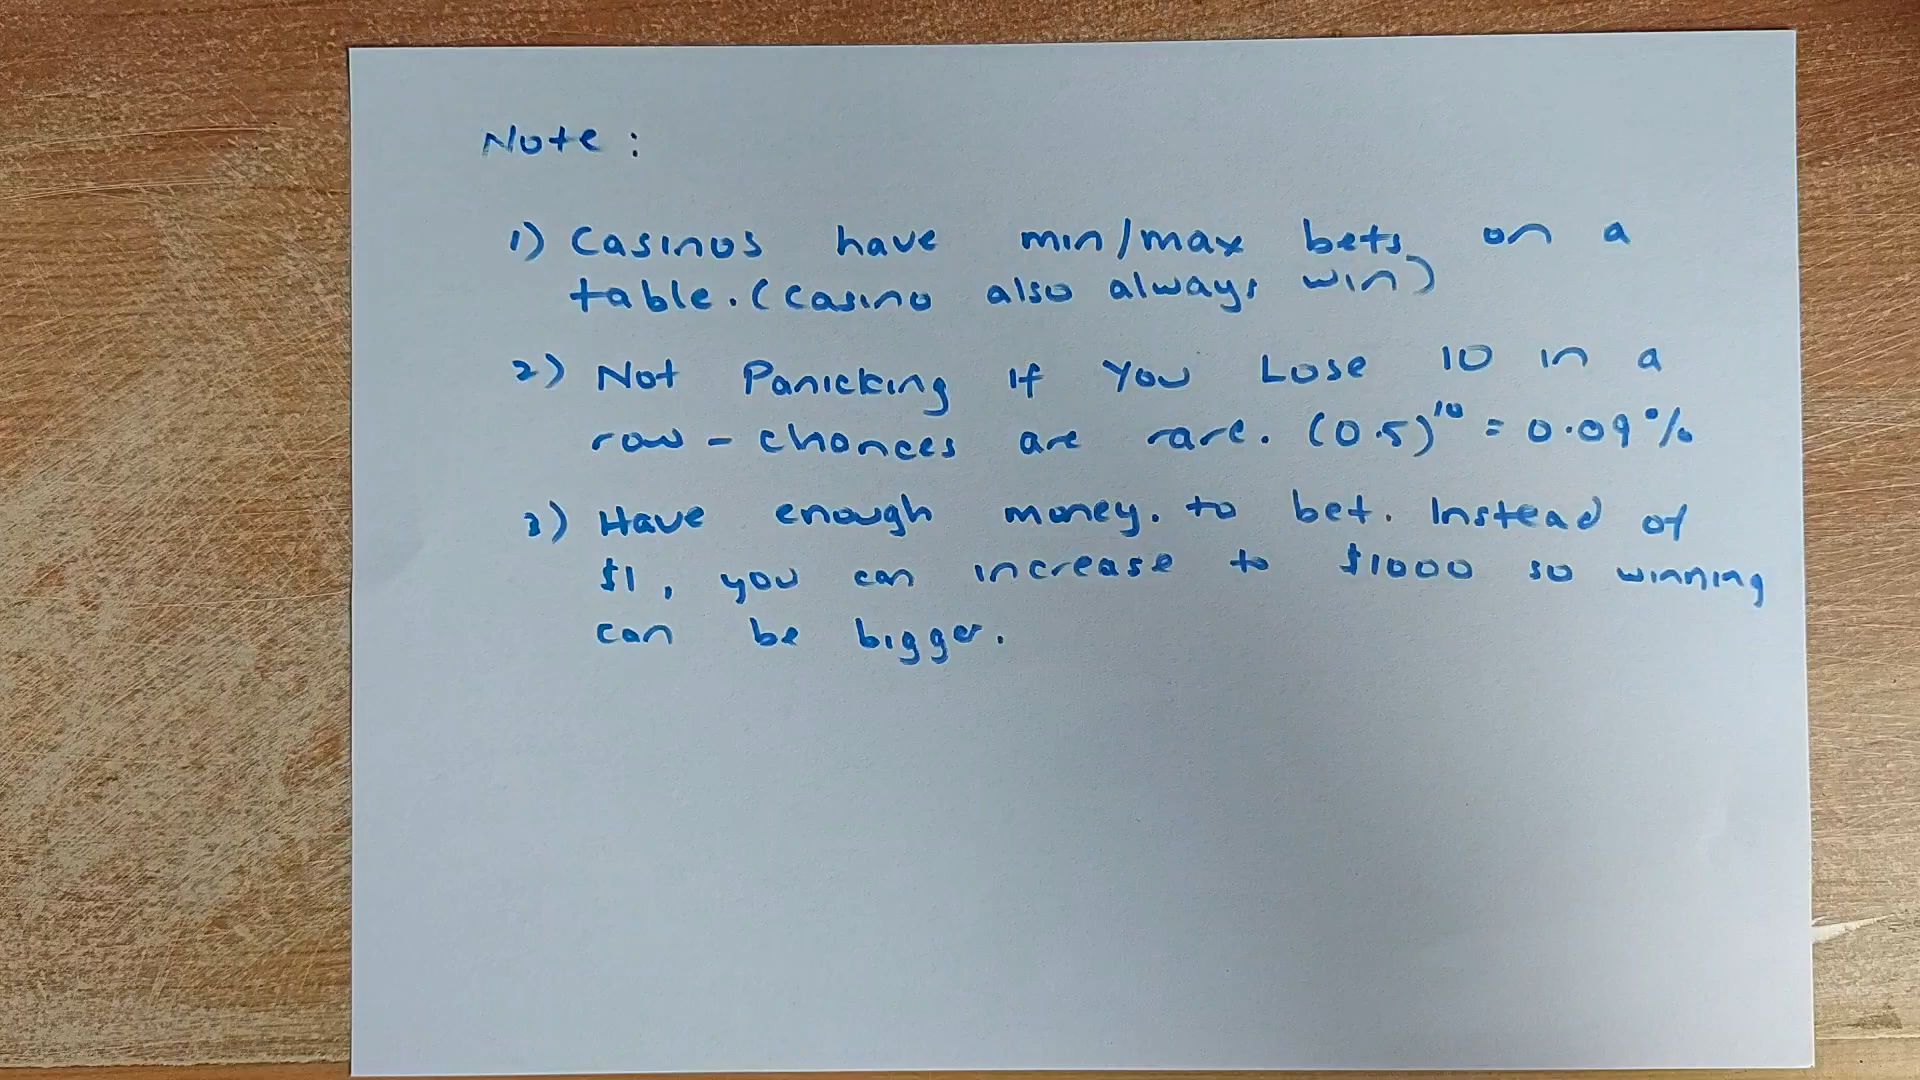 Note :
1) Casinos have min/max bets on a
table. (Casino also always win)
2) Not Panicking if You Lose 10 in a
row - chances are rare. (0.5)^10 = 0.09%
3) Have enough money. to bet. Instead of
$1, you can increase to $1000 so winning
can be bigger.